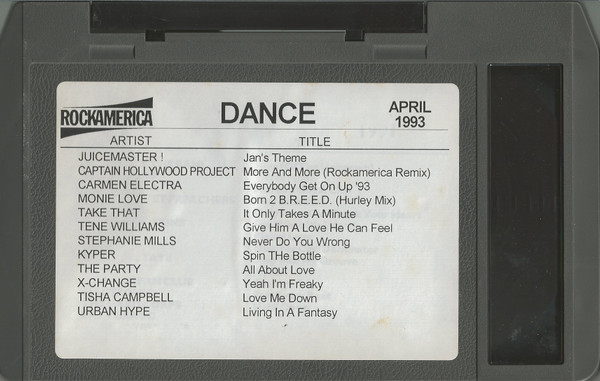 ROCKAMERICA DANCE APRIL
1993
ARTIST TITLE
JUICEMASTER ! Jan's Theme
CAPTAIN HOLLYWOOD PROJECT More And More (Rockamerica Remix)
CARMEN ELECTRA Everybody Get On Up '93
MONIE LOVE Born 2 B.R.E.E.D. (Hurley Mix)
TAKE THAT It Only Takes A Minute
TENE WILLIAMS Give Him A Love He Can Feel
STEPHANIE MILLS Never Do You Wrong
KYPER Spin THe Bottle
THE PARTY All About Love
X-CHANGE Yeah I'm Freaky
TISHA CAMPBELL Love Me Down
URBAN HYPE Living In A Fantasy